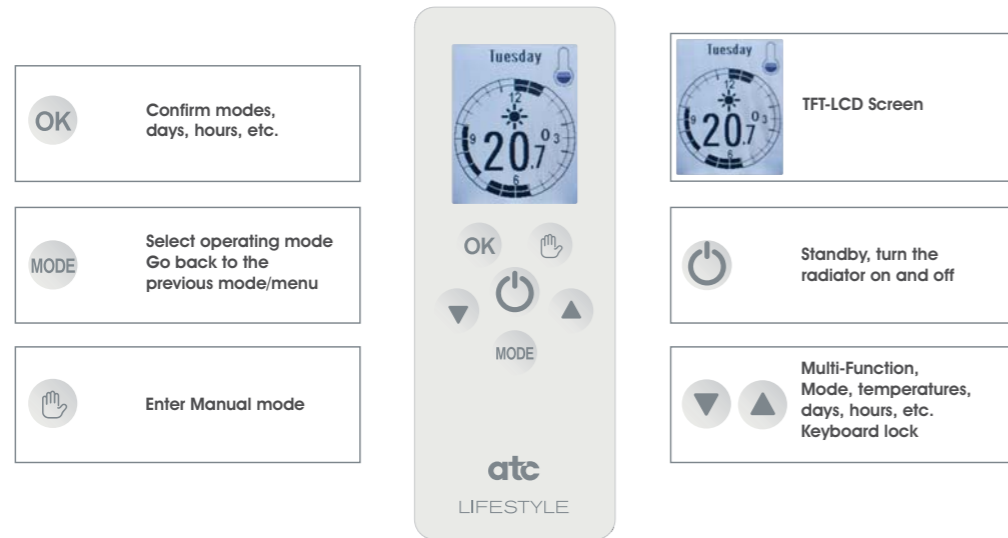 OK
Confirm modes,
days, hours, etc.
MODE
Select operating mode
Go back to the
previous mode/menu
Enter Manual mode
Tuesday
12
9
20.7°
3
6
OK
MODE
atc
LIFESTYLE
Tuesday
12
9
20.7°
3
6
TFT-LCD Screen
Standby, turn the
radiator on and off
Multi-Function,
Mode, temperatures,
days, hours, etc.
Keyboard lock